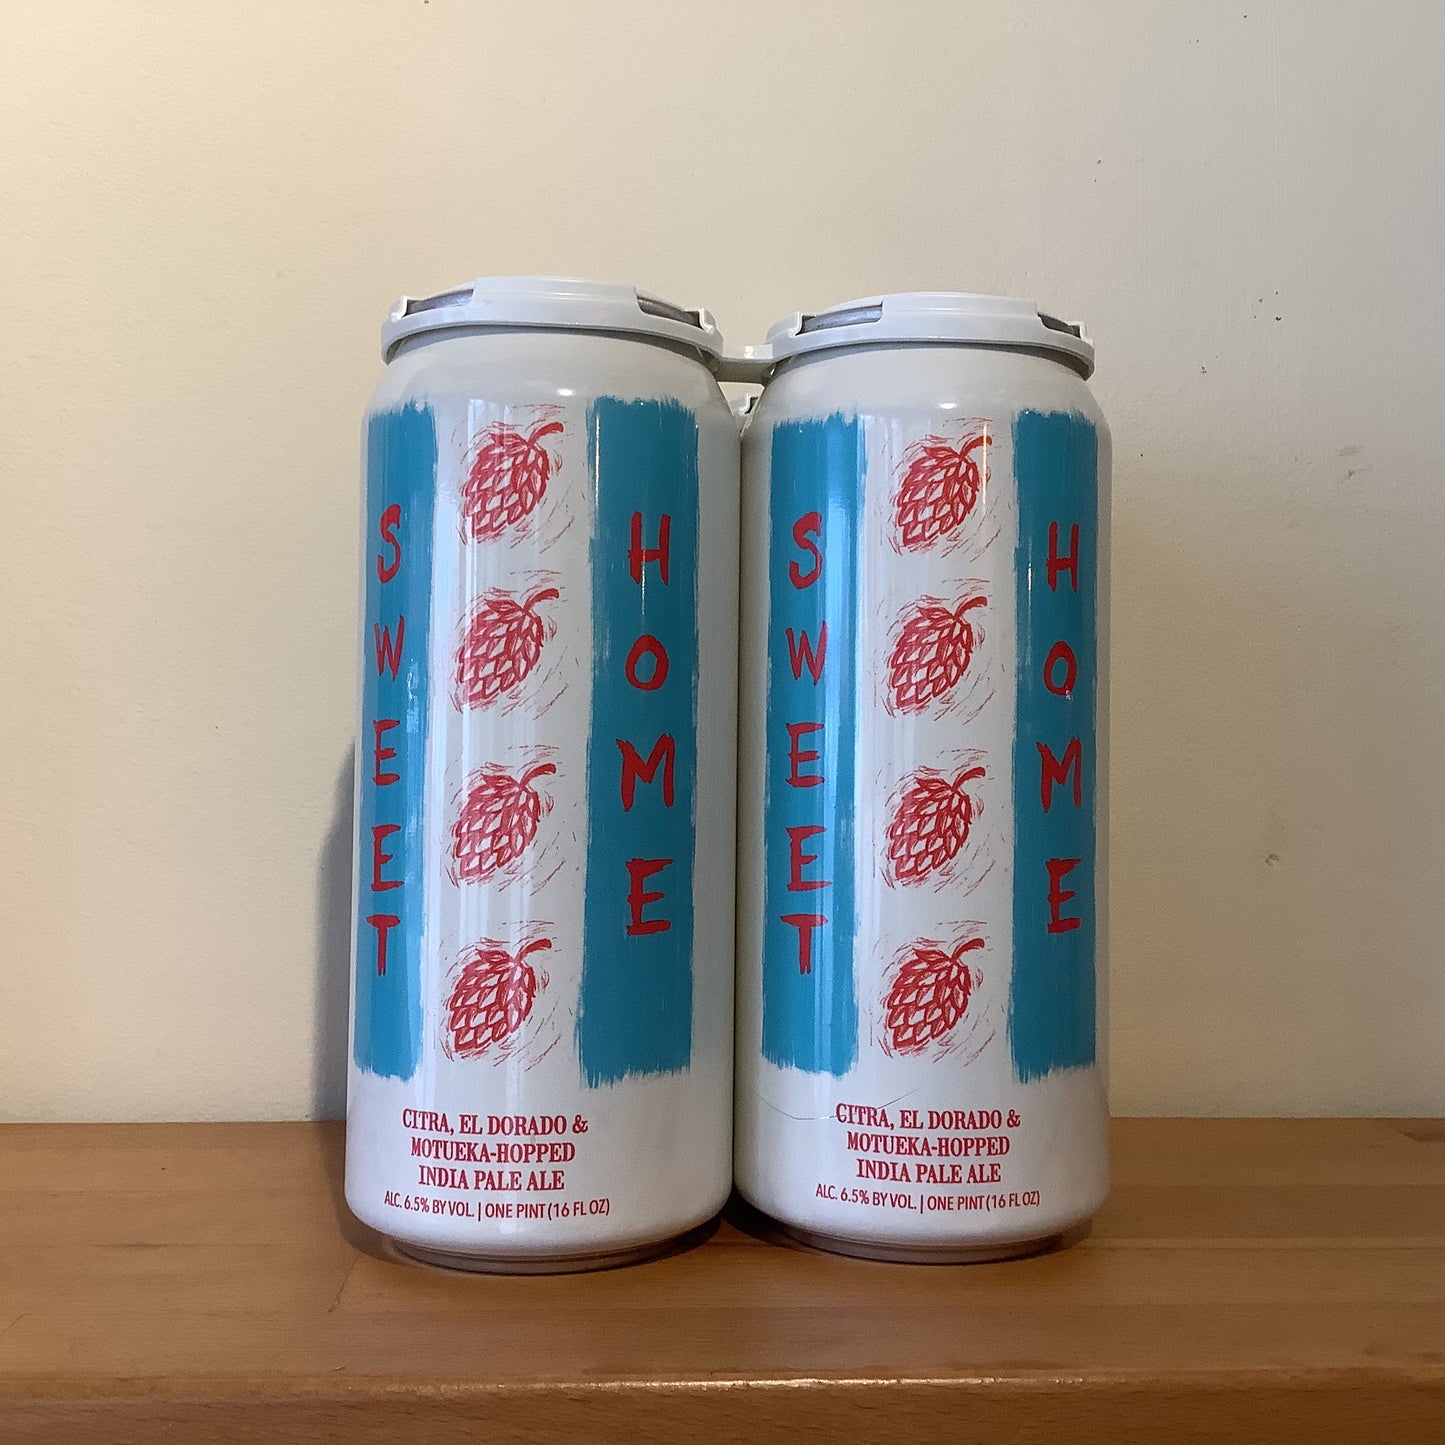 SWEET
HOME
CITRA, EL DORADO &
MOTUEKA-HOPPED
INDIA PALE ALE
ALC. 6.5% BY VOL. | ONE PINT (16 FL OZ)
SWEET
HOME
CITRA, EL DORADO &
MOTUEKA-HOPPED
INDIA PALE ALE
ALC. 6.5% BY VOL. | ONE PINT (16 FL OZ)